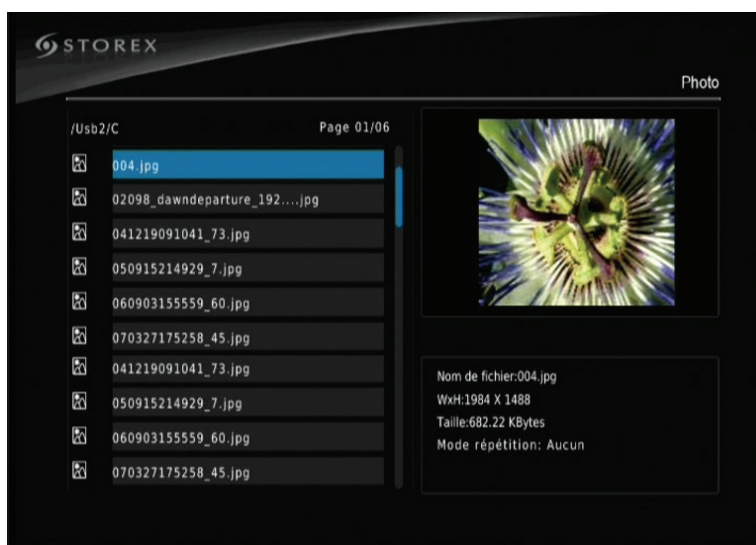 STOREX
Photo
/Usb2/C Page 01/06
004.jpg
02098_dawndeparture_192....jpg
041219091041_73.jpg
050915214929_7.jpg
060903155559_60.jpg
070327175258_45.jpg
041219091041_73.jpg
050915214929_7.jpg
060903155559_60.jpg
070327175258_45.jpg
Nom de fichier:004.jpg
WxH:1984 X 1488
Taille:682.22 KBytes
Mode répétition: Aucun